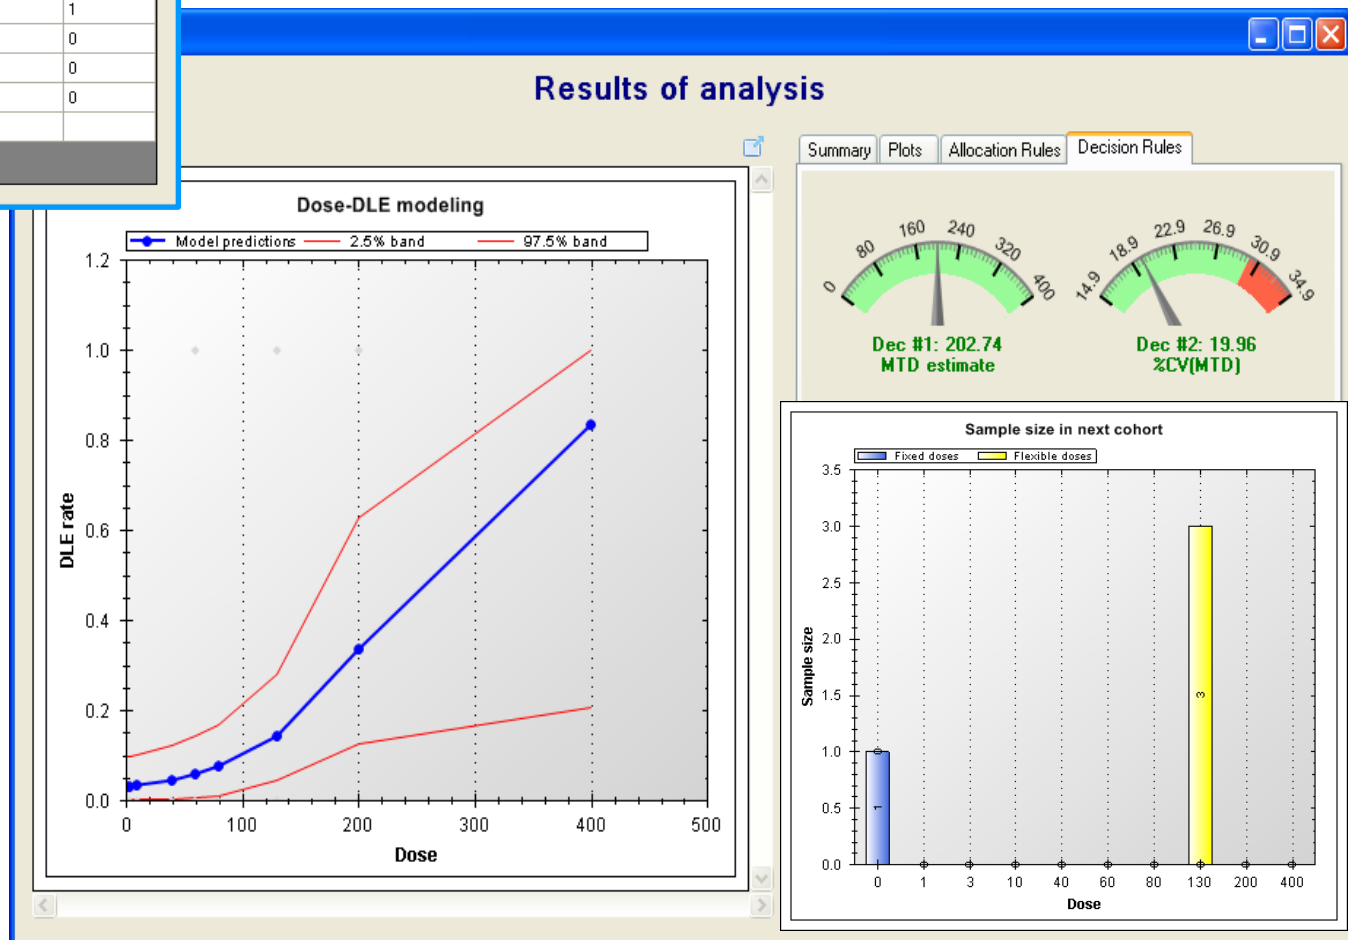 1
0
0
0
Results of analysis
Summary Plots Allocation Rules Decision Rules
Dose-DLE modeling
Model predictions 2.5% band 97.5% band
1.2
1.0
0.8
0.6
0.4
0.2
0.0
DLE rate
0 100 200 300 400 500
Dose
0 80 160 240 320 400
Dec #1: 202.74
MTD estimate
14.9 18.9 22.9 26.9 30.9 34.9
Dec #2: 19.96
%CV(MTD)
Sample size in next cohort
Fixed doses Flexible doses
3.5
3.0
2.5
2.0
1.5
1.0
0.5
0.0
Sample size
1
3
0 1 3 10 40 60 80 130 200 400
Dose